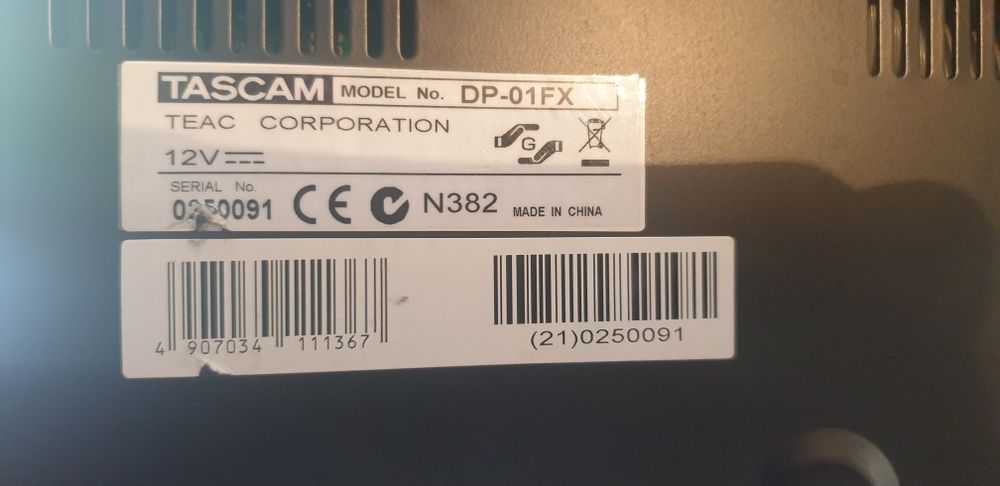 TASCAM MODEL No. DP-01FX
TEAC CORPORATION
G
12V
SERIAL No.
0250091 CE N382 MADE IN CHINA
4 907034 111367
(21)0250091